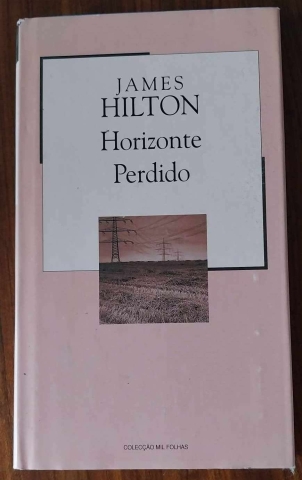 JAMES
HILTON
Horizonte
Perdido
COLECÇÃO MIL FOLHAS